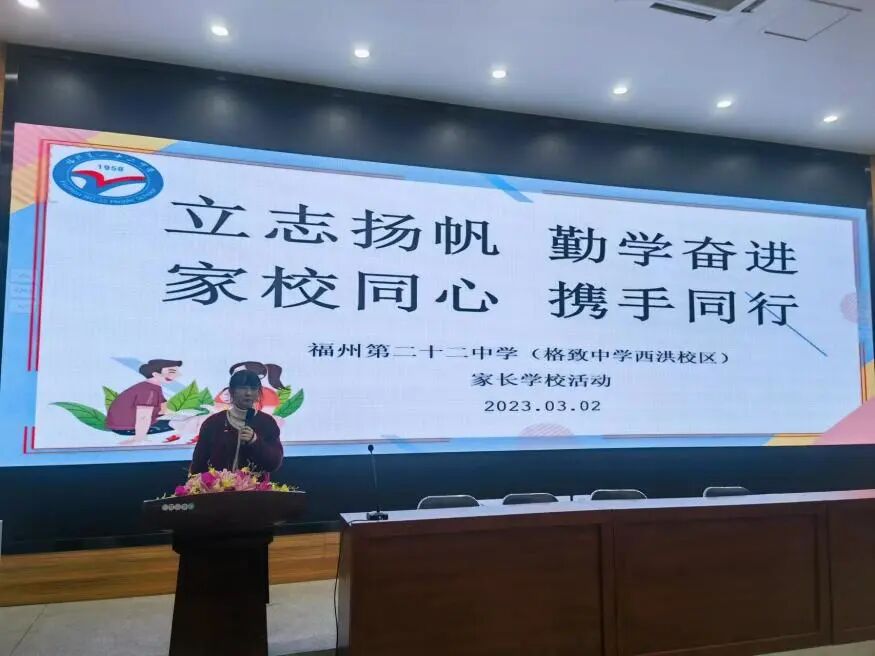 1958
立志扬帆 勤学奋进
家校同心 携手同行
福州第二十二中学（格致中学西洪校区）
家长学校活动
2023.03.02